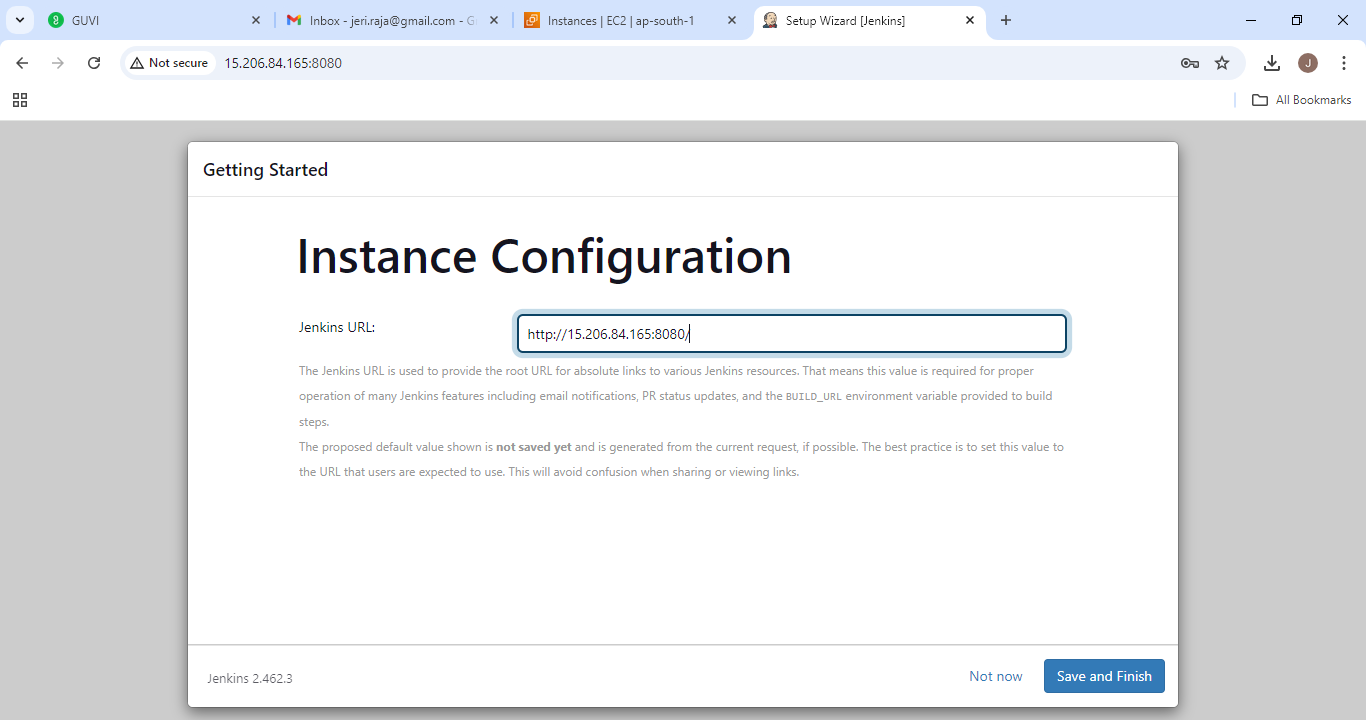 GUVI
Inbox - jeri.raja@gmail.com - G
Instances | EC2 | ap-south-1
Setup Wizard [Jenkins]
Not secure
15.206.84.165:8080
J
All Bookmarks
Getting Started
Instance Configuration
Jenkins URL:
http://15.206.84.165:8080/
The Jenkins URL is used to provide the root URL for absolute links to various Jenkins resources. That means this value is required for proper
operation of many Jenkins features including email notifications, PR status updates, and the BUILD_URL environment variable provided to build
steps.
The proposed default value shown is not saved yet and is generated from the current request, if possible. The best practice is to set this value to
the URL that users are expected to use. This will avoid confusion when sharing or viewing links.
Jenkins 2.462.3
Not now
Save and Finish